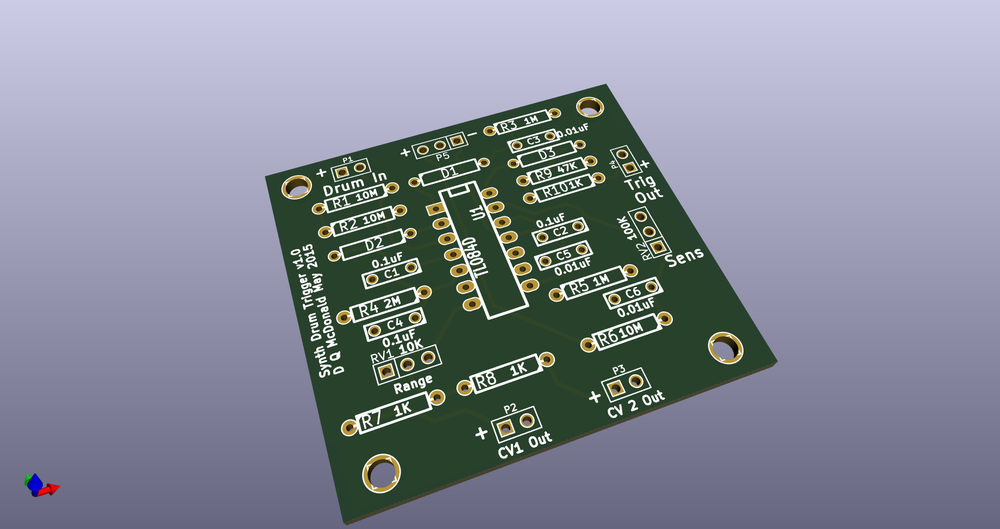 P1
+
Drum In
R1 10M
R2 10M
D2
0.1uF
C1
R4 2M
C4
0.1uF
RV1 10K
Range
R7 1K
R8 1K
+ P5 -
D1
U1
TL084D
R3 1M
C3 0.01uF
D3
R9 47K
R10 1K
P4 +
Trig
Out
0.1uF
C2
C5
0.01uF
RV2 100K
Sens
R5 1M
C6
0.01uF
R6 10M
P3
+
CV 2 Out
P2
+
CV1 Out
Synth Drum Trigger v1.0
D Q McDonald May 2015